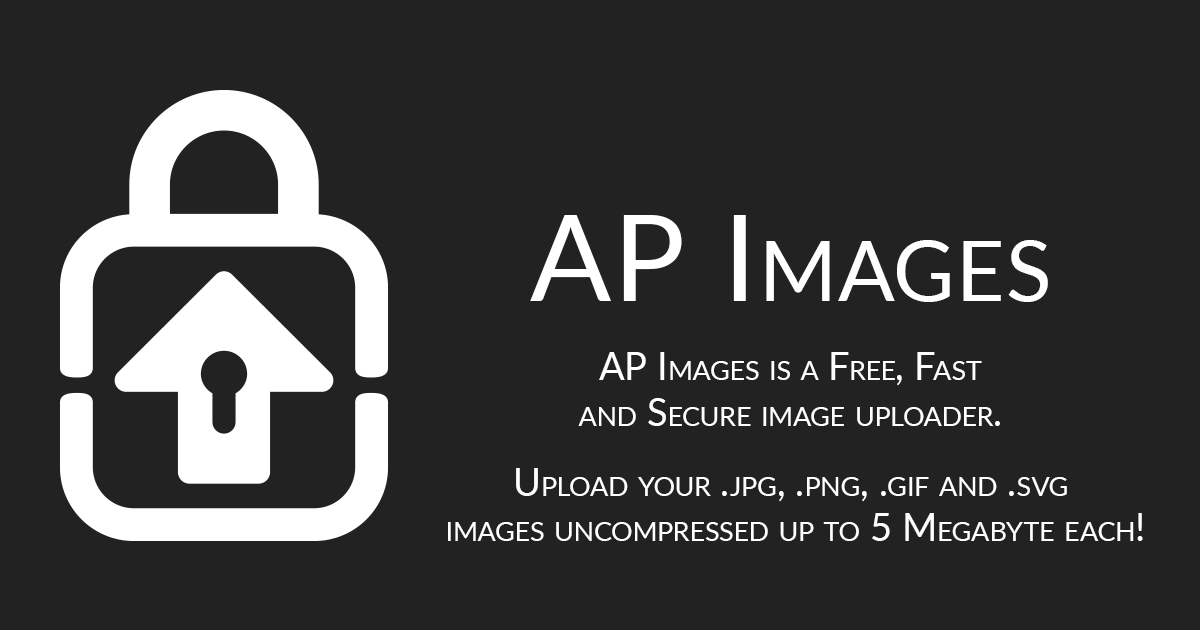 AP Images
AP Images is a Free, Fast
and Secure image uploader.
Upload your .jpg, .png, .gif and .svg
images uncompressed up to 5 Megabyte each!